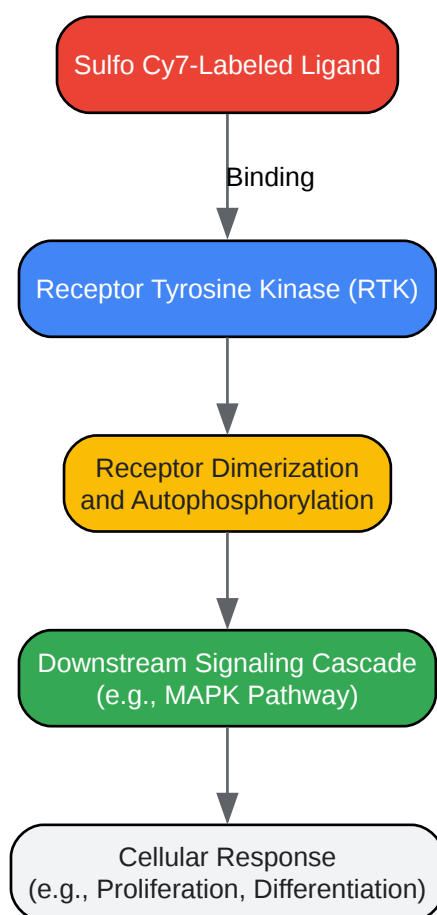 Sulfo Cy7-Labeled Ligand
Binding
Receptor Tyrosine Kinase (RTK)
Receptor Dimerization
and Autophosphorylation
Downstream Signaling Cascade
(e.g., MAPK Pathway)
Cellular Response
(e.g., Proliferation, Differentiation)